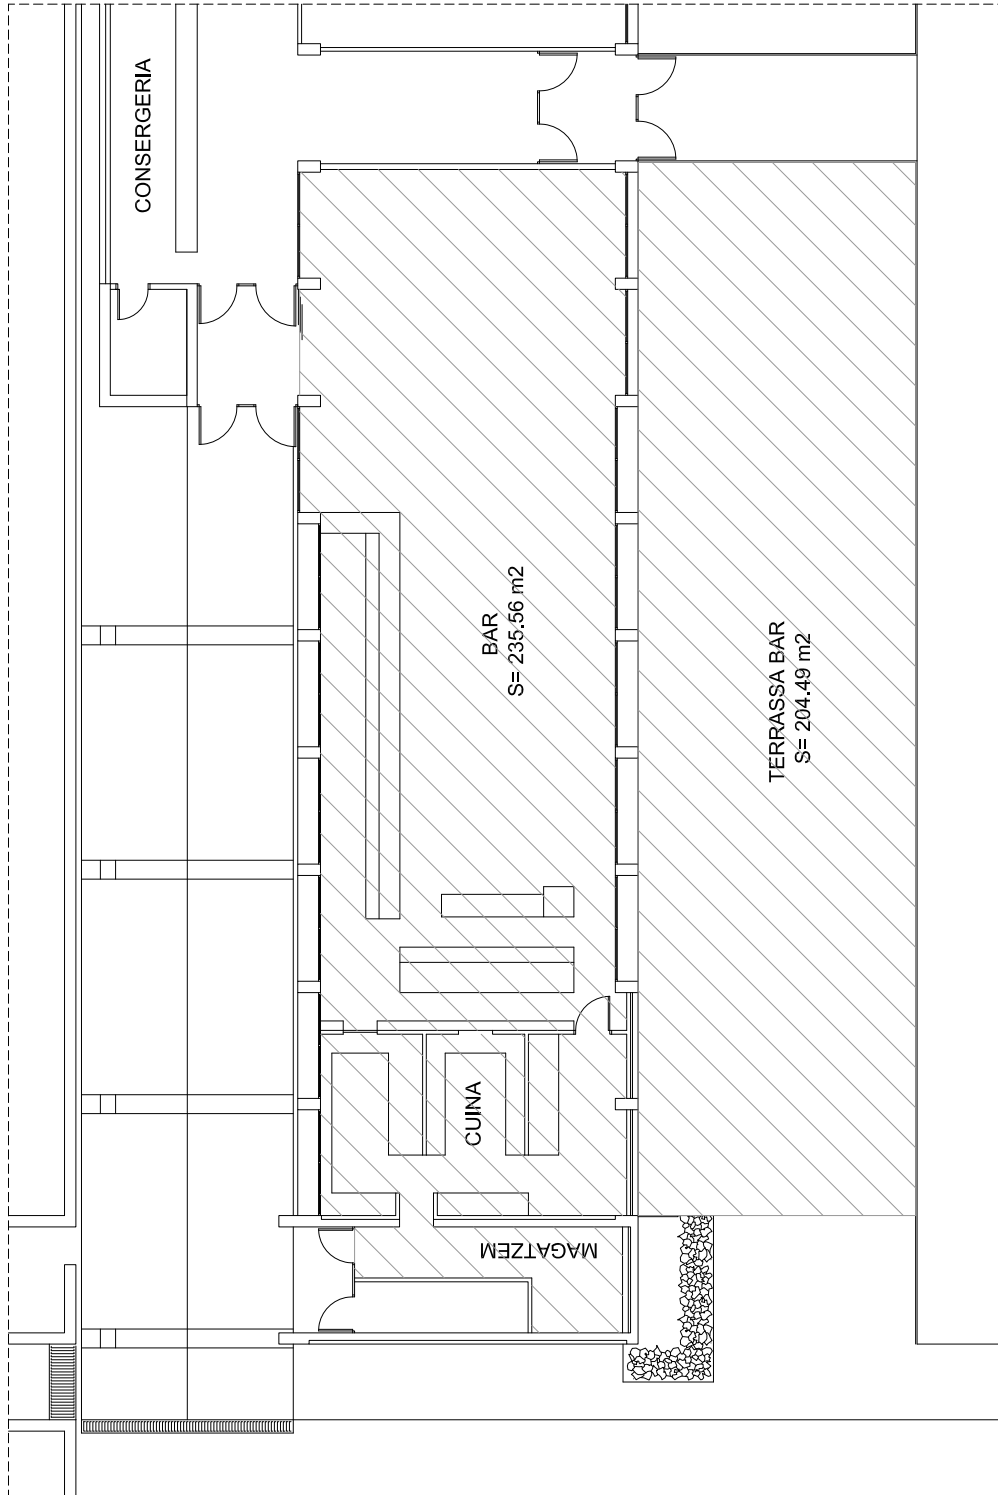 CONSERGERIA
BAR
S= 235.56 m2
TERRASSA BAR
S= 204.49 m2
CUINA
MAGATZEM